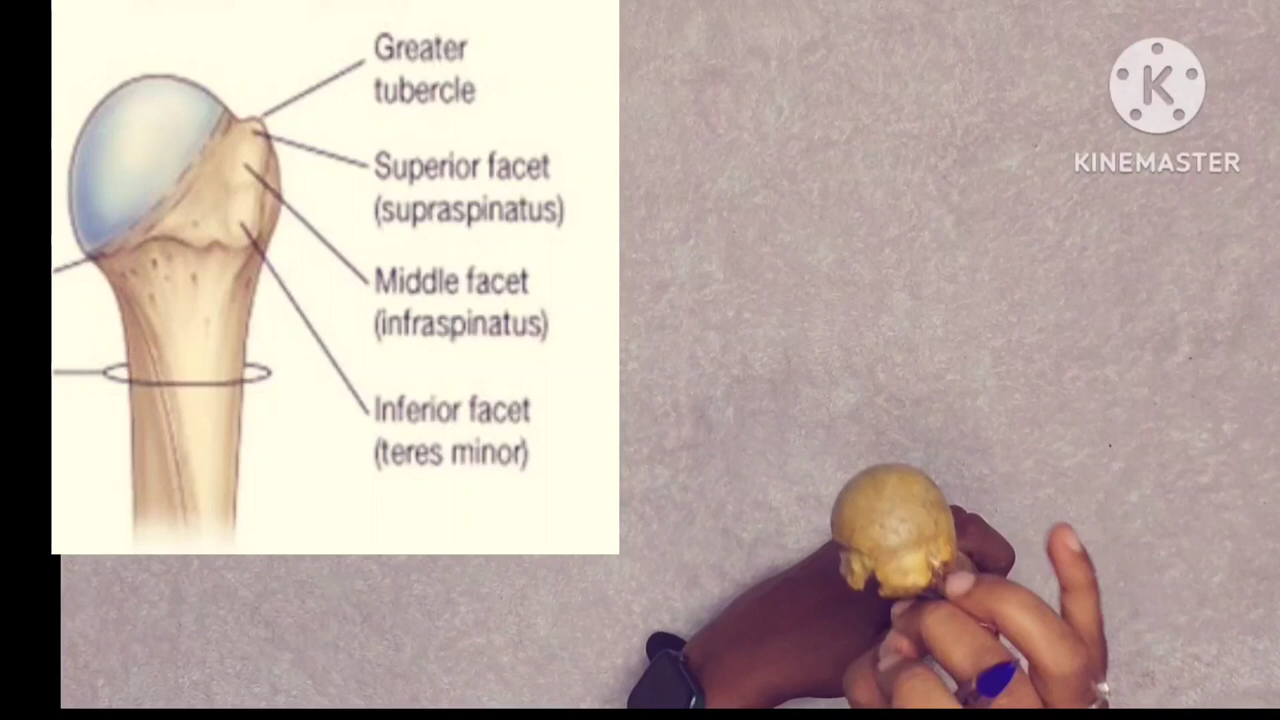 Greater
tubercle
Superior facet
(supraspinatus)
Middle facet
(infraspinatus)
Inferior facet
(teres minor)
K
KINEMASTER